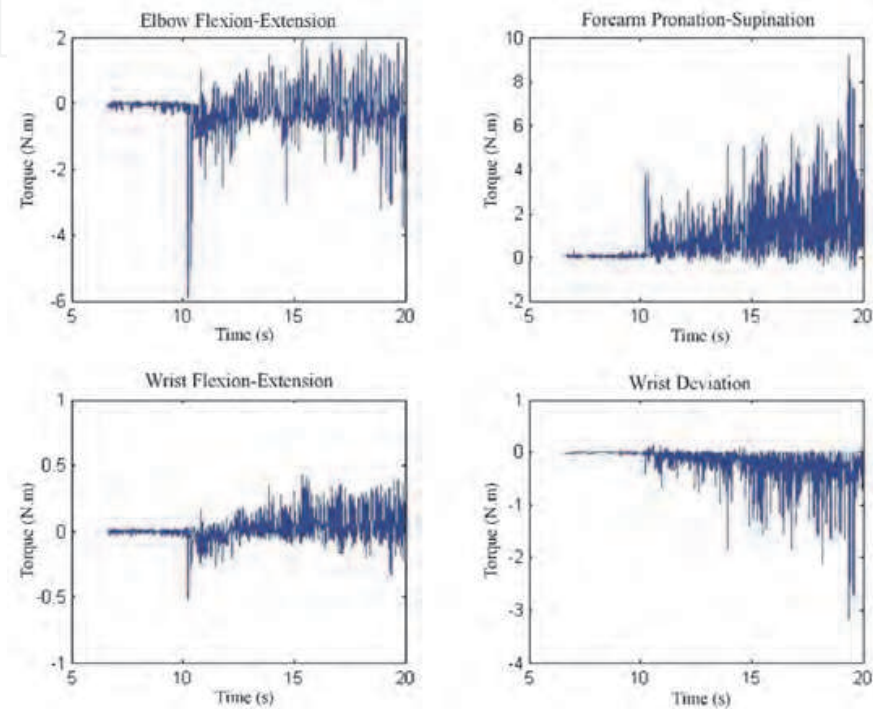 Elbow Flexion-Extension
Torque (N.m)
2
0
-2
-4
-6
5 10 15 20
Time (s)
Forearm Pronation-Supination
Torque (N.m)
10
8
6
4
2
0
-2
5 10 15 20
Time (s)
Wrist Flexion-Extension
Torque (N.m)
1
0.5
0
-0.5
-1
5 10 15 20
Time (s)
Wrist Deviation
Torque (N.m)
1
0
-1
-2
-3
-4
5 10 15 20
Time (s)